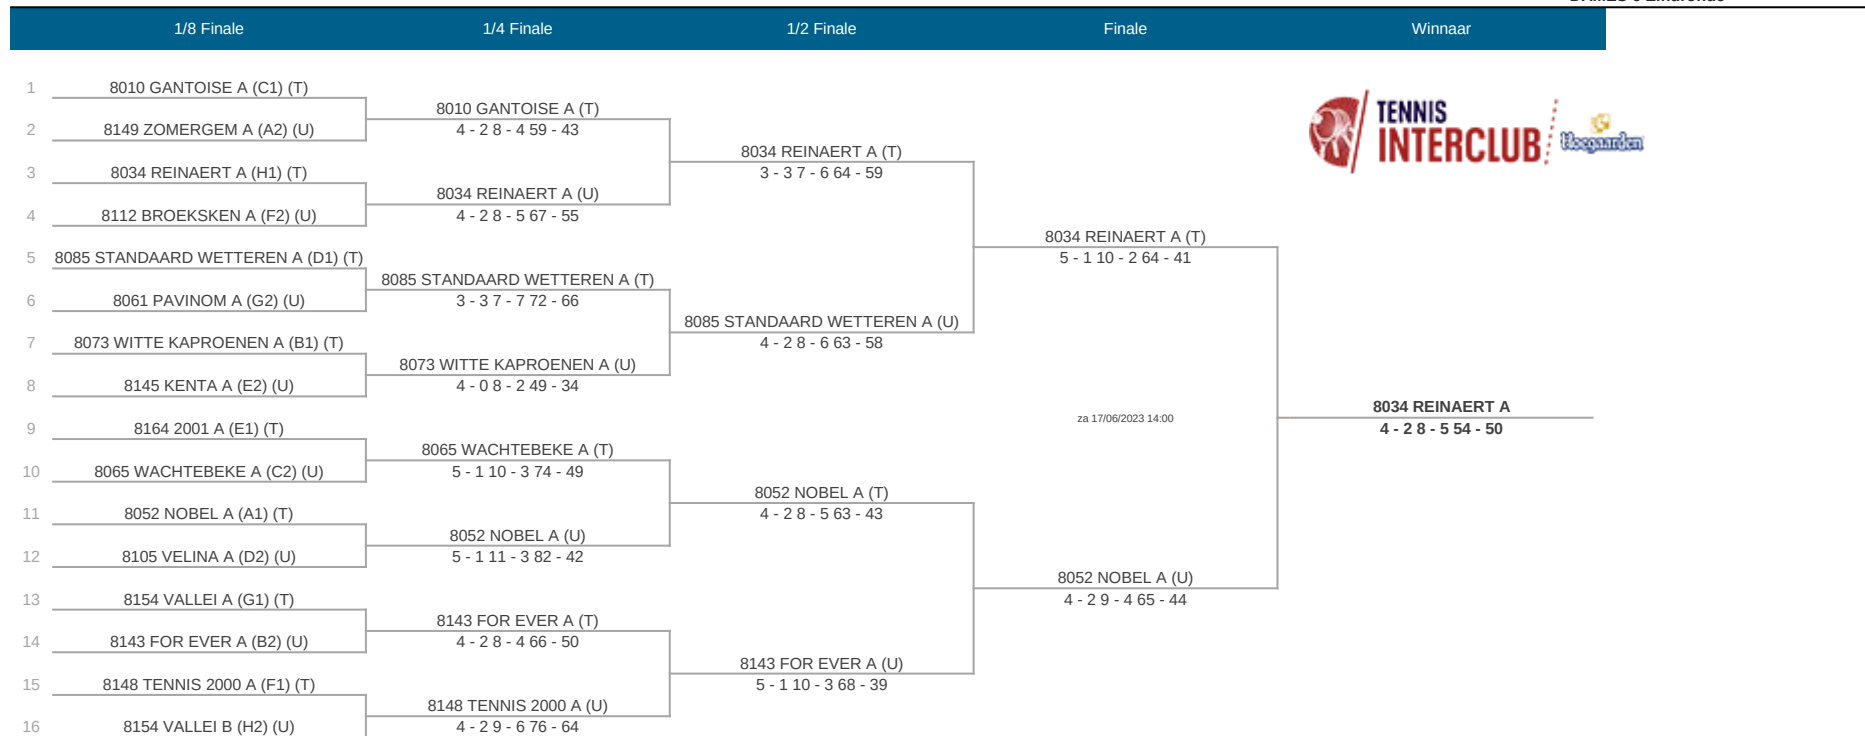 1/8 Finale 1/4 Finale 1/2 Finale Finale Winnaar
1 8010 GANTOISE A (C1) (T)
8010 GANTOISE A (T)
4 - 2 8 - 4 59 - 43
2 8149 ZOMERGEM A (A2) (U)
8034 REINAERT A (T)
3 - 3 7 - 6 64 - 59
3 8034 REINAERT A (H1) (T)
8034 REINAERT A (U)
4 - 2 8 - 5 67 - 55
4 8112 BROEKSKEN A (F2) (U)
8034 REINAERT A (T)
5 - 1 10 - 2 64 - 41
5 8085 STANDAARD WETTEREN A (D1) (T)
8085 STANDAARD WETTEREN A (T)
3 - 3 7 - 7 72 - 66
6 8061 PAVINOM A (G2) (U)
8085 STANDAARD WETTEREN A (U)
4 - 2 8 - 6 63 - 58
7 8073 WITTE KAPROENEN A (B1) (T)
8073 WITTE KAPROENEN A (U)
4 - 0 8 - 2 49 - 34
8 8145 KENTA A (E2) (U)
za 17/06/2023 14:00
8034 REINAERT A
4 - 2 8 - 5 54 - 50
9 8164 2001 A (E1) (T)
8065 WACHTEBEKE A (T)
5 - 1 10 - 3 74 - 49
10 8065 WACHTEBEKE A (C2) (U)
8052 NOBEL A (T)
4 - 2 8 - 5 63 - 43
11 8052 NOBEL A (A1) (T)
8052 NOBEL A (U)
5 - 1 11 - 3 82 - 42
12 8105 VELINA A (D2) (U)
8052 NOBEL A (U)
4 - 2 9 - 4 65 - 44
13 8154 VALLEI A (G1) (T)
8143 FOR EVER A (T)
4 - 2 8 - 4 66 - 50
14 8143 FOR EVER A (B2) (U)
8143 FOR EVER A (U)
5 - 1 10 - 3 68 - 39
15 8148 TENNIS 2000 A (F1) (T)
8148 TENNIS 2000 A (U)
4 - 2 9 - 6 76 - 64
16 8154 VALLEI B (H2) (U)
TENNIS
INTERCLUB
Hoegaarden